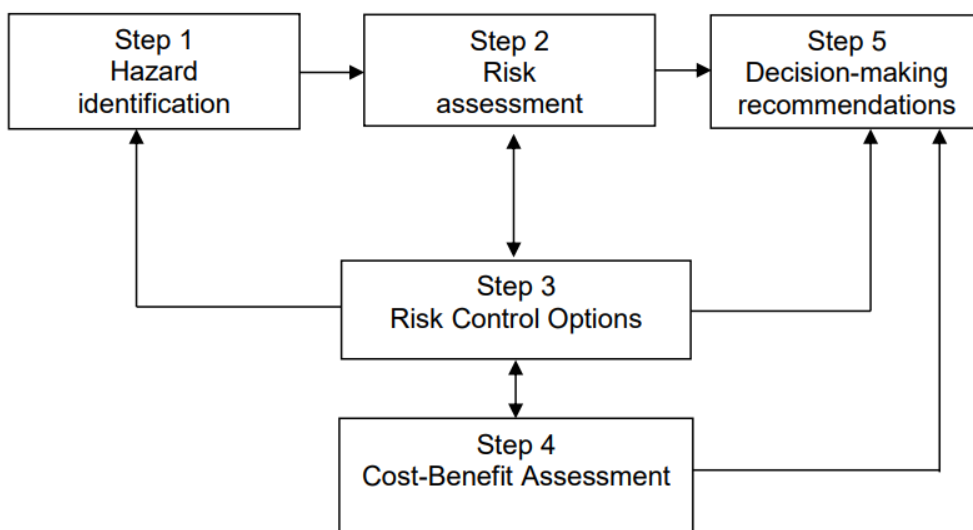 Step 1
Hazard
identification
Step 2
Risk
assessment
Step 5
Decision-making
recommendations
Step 3
Risk Control Options
Step 4
Cost-Benefit Assessment